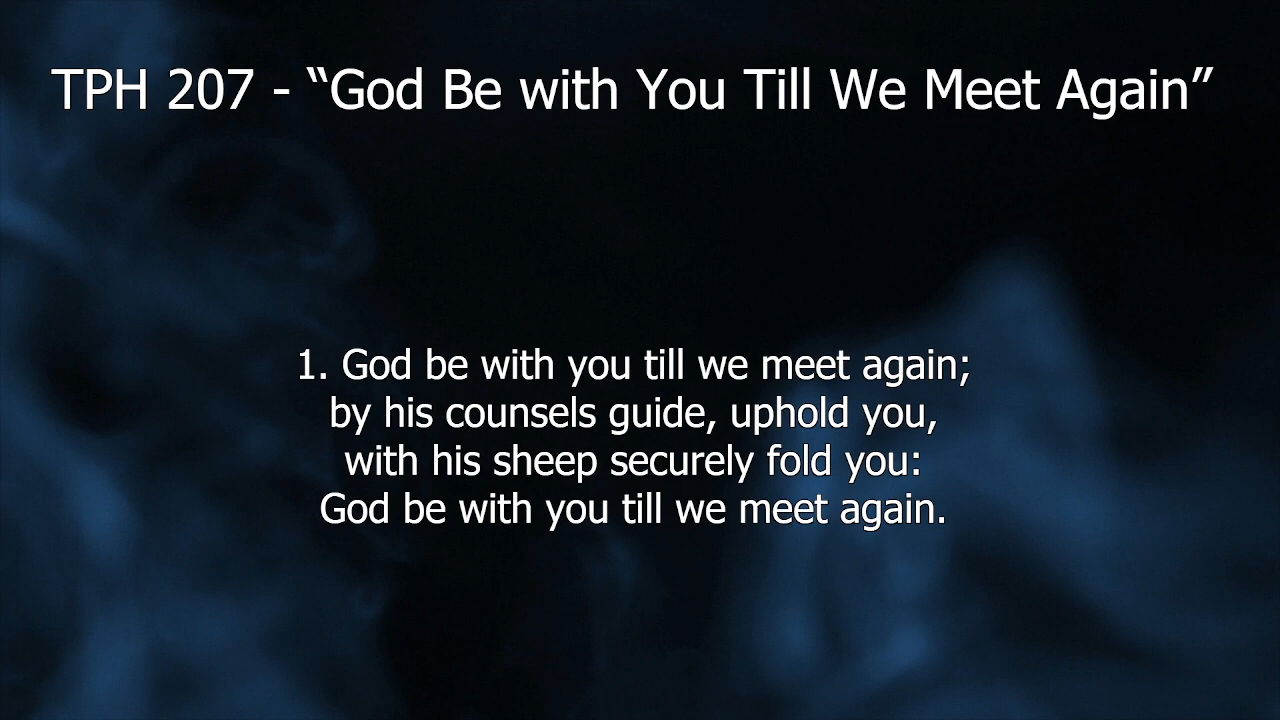 TPH 207 - “God Be with You Till We Meet Again”
1. God be with you till we meet again;
by his counsels guide, uphold you,
with his sheep securely fold you:
God be with you till we meet again.